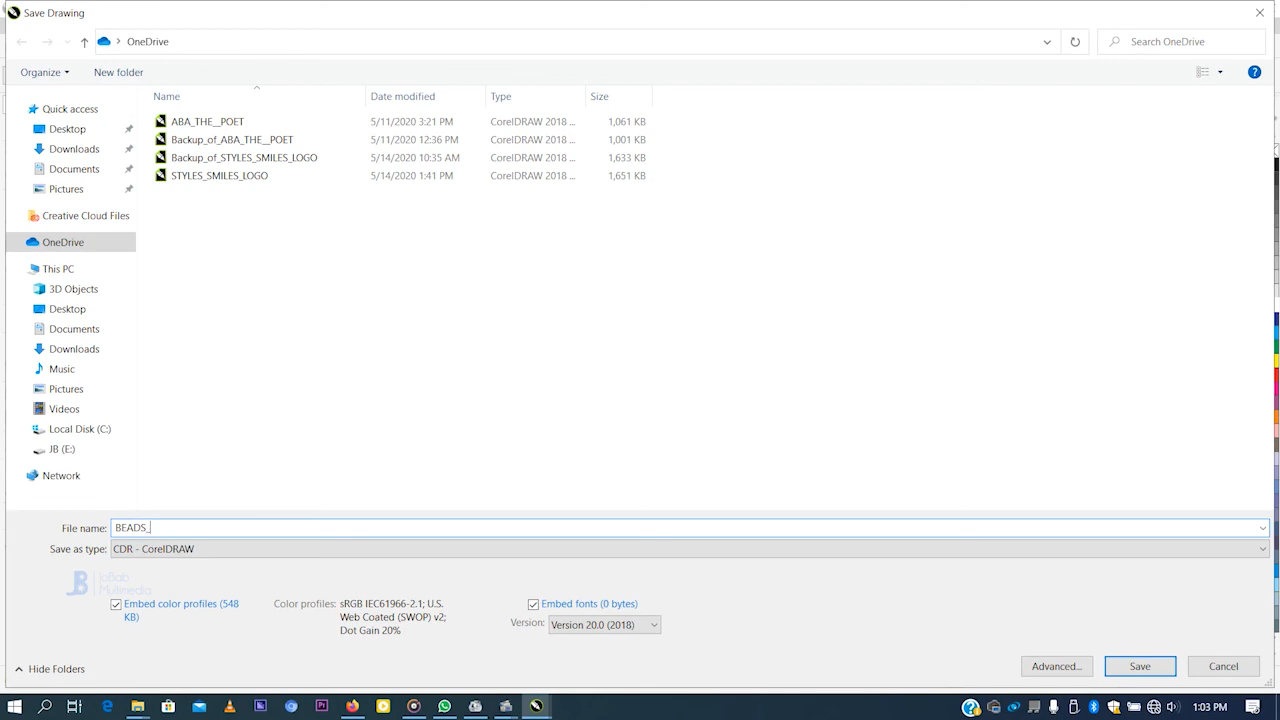 Save Drawing
OneDrive
Search OneDrive
Organize
New folder
Name Date modified Type Size
ABA_THE__POET 5/11/2020 3:21 PM CorelDRAW 2018 ... 1,061 KB
Backup_of_ABA_THE__POET 5/11/2020 12:36 PM CorelDRAW 2018 ... 1,001 KB
Backup_of_STYLES_SMILES_LOGO 5/14/2020 10:35 AM CorelDRAW 2018 ... 1,633 KB
STYLES_SMILES_LOGO 5/14/2020 1:41 PM CorelDRAW 2018 ... 1,651 KB
Quick access
Desktop
Downloads
Documents
Pictures
Creative Cloud Files
OneDrive
This PC
3D Objects
Desktop
Documents
Downloads
Music
Pictures
Videos
Local Disk (C:)
JB (E:)
Network
File name: BEADS_
Save as type: CDR - CorelDRAW
JoBab
Multimedia
Embed color profiles (548
KB)
Color profiles: sRGB IEC61966-2.1; U.S.
Web Coated (SWOP) v2;
Dot Gain 20%
Embed fonts (0 bytes)
Version: Version 20.0 (2018)
Hide Folders
Advanced...
Save
Cancel
1:03 PM